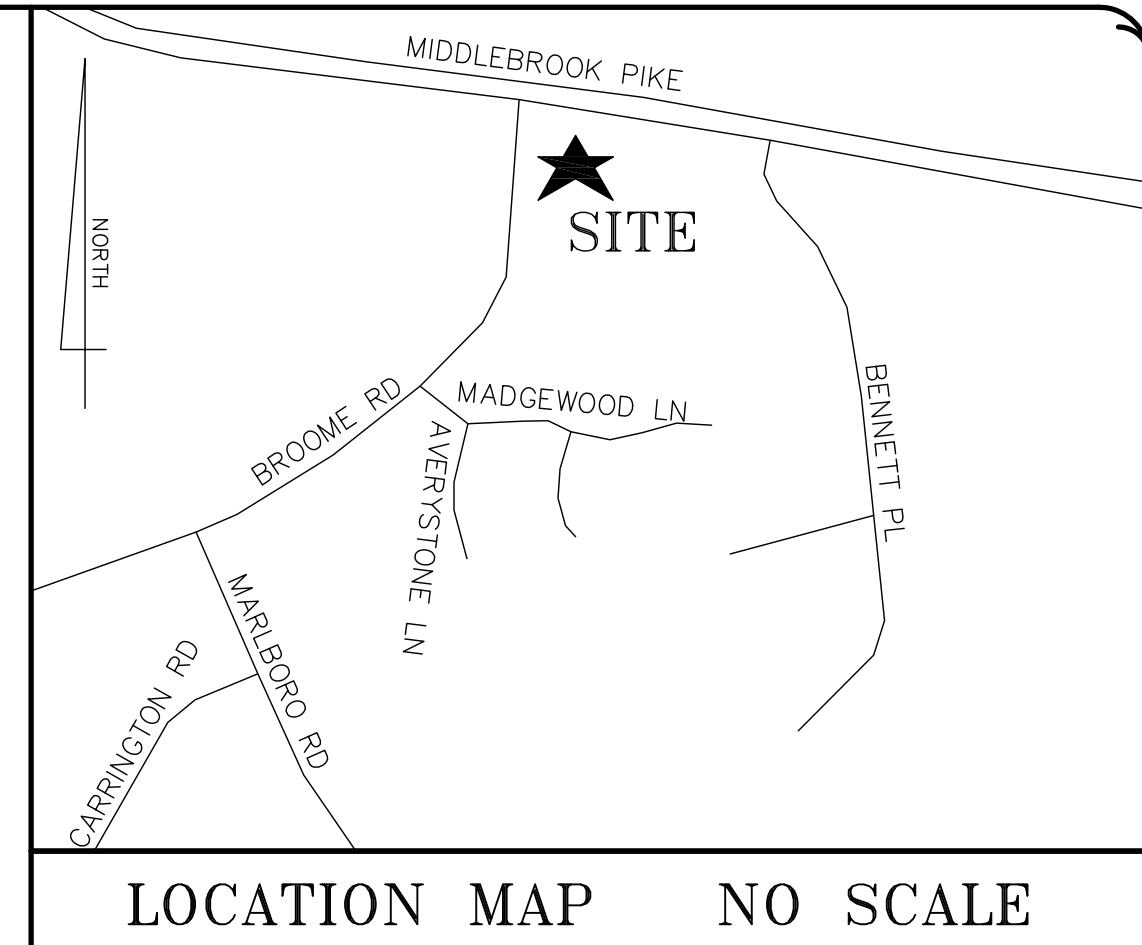 MIDDLEBROOK PIKE
NORTH
SITE
BROOME RD
MADGEWOOD LN
AVERYSTONE LN
BENNETT PL
MARLBORO RD
CARRINGTON RD
LOCATION MAP NO SCALE